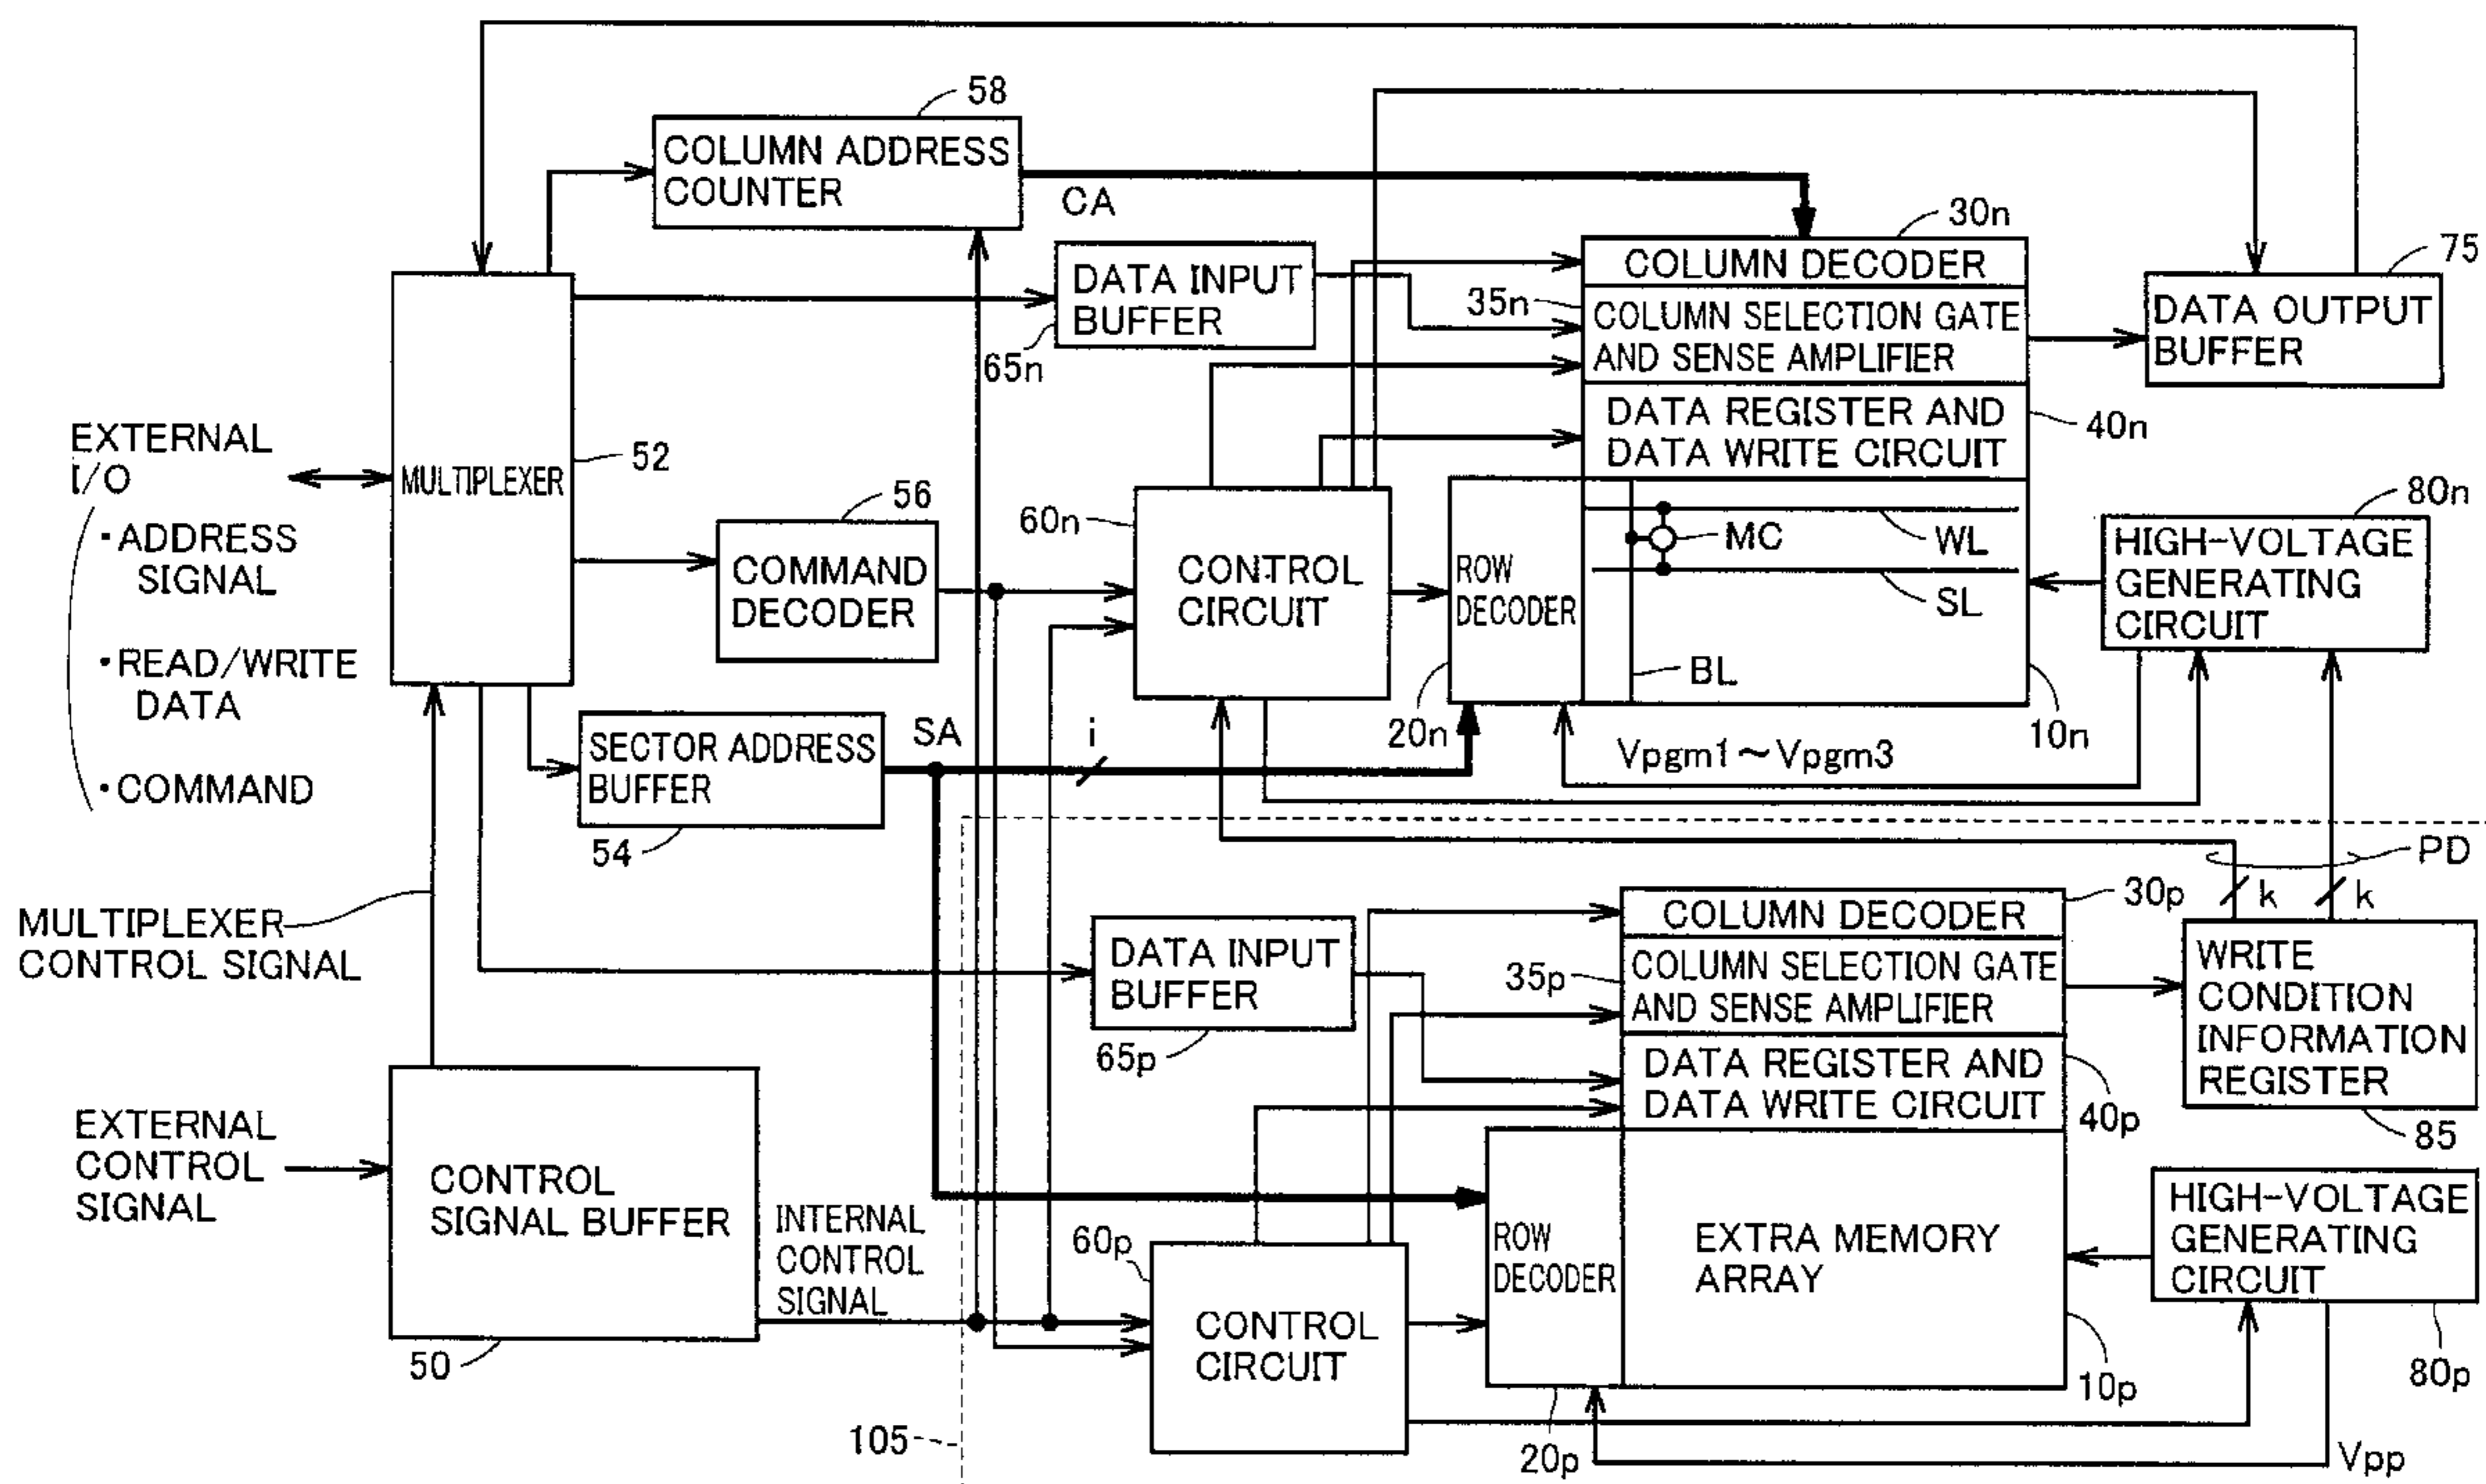 58
COLUMN ADDRESS
COUNTER
CA
30n
COLUMN DECODER
75
DATA INPUT
BUFFER
65n
35n
COLUMN SELECTION GATE
AND SENSE AMPLIFIER
DATA OUTPUT
BUFFER
DATA REGISTER AND
DATA WRITE CIRCUIT
40n
EXTERNAL
I/O
MULTIPLEXER
52
・ADDRESS
SIGNAL
・READ/WRITE
DATA
・COMMAND
56
COMMAND
DECODER
60n
CONTROL
CIRCUIT
ROW
DECODER
MC
WL
SL
BL
80n
HIGH-VOLTAGE
GENERATING
CIRCUIT
20n
10n
SECTOR ADDRESS
BUFFER
54
SA
i
Vpgm1~Vpgm3
PD
k
k
MULTIPLEXER
CONTROL SIGNAL
DATA INPUT
BUFFER
65p
30p
COLUMN DECODER
35p
COLUMN SELECTION GATE
AND SENSE AMPLIFIER
DATA REGISTER AND
DATA WRITE CIRCUIT
40p
WRITE
CONDITION
INFORMATION
REGISTER
85
EXTERNAL
CONTROL
SIGNAL
CONTROL
SIGNAL BUFFER
50
INTERNAL
CONTROL
SIGNAL
60p
CONTROL
CIRCUIT
ROW
DECODER
EXTRA MEMORY
ARRAY
HIGH-VOLTAGE
GENERATING
CIRCUIT
80p
10p
20p
105
Vpp